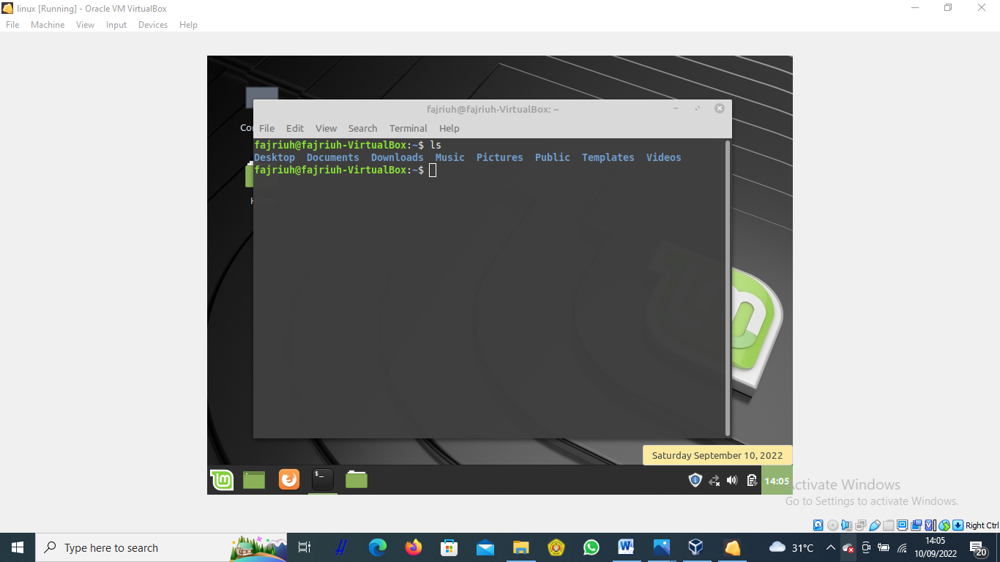 linux [Running] - Oracle VM VirtualBox
File Machine View Input Devices Help
fajriuh@fajriuh-VirtualBox: ~
File Edit View Search Terminal Help
fajriuh@fajriuh-VirtualBox:~$ ls
Desktop Documents Downloads Music Pictures Public Templates Videos
fajriuh@fajriuh-VirtualBox:~$
Saturday September 10, 2022
14:05
Activate Windows
Go to Settings to activate Windows.
Right Ctrl
Type here to search
31°C
14:05
10/09/2022
20